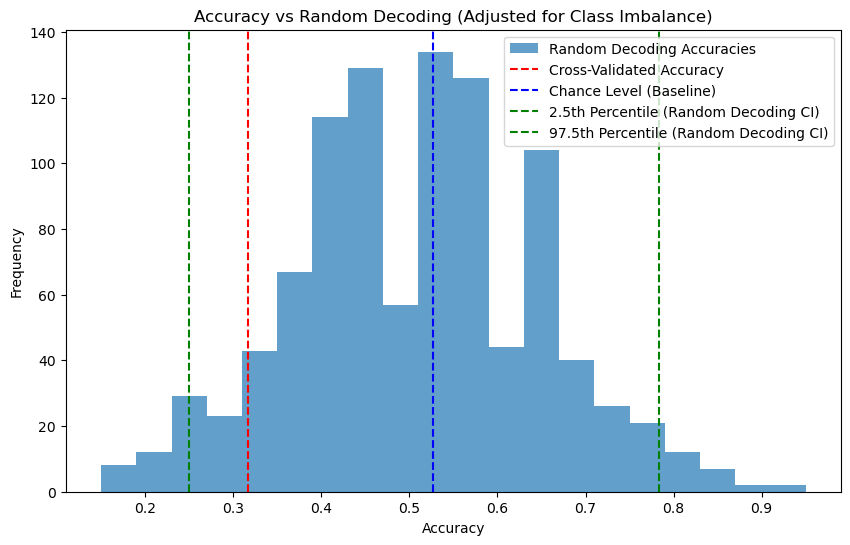 Accuracy vs Random Decoding (Adjusted for Class Imbalance)
Random Decoding Accuracies
Cross-Validated Accuracy
Chance Level (Baseline)
2.5th Percentile (Random Decoding CI)
97.5th Percentile (Random Decoding CI)
Frequency
140
120
100
80
60
40
20
0
0.2 0.3 0.4 0.5 0.6 0.7 0.8 0.9
Accuracy